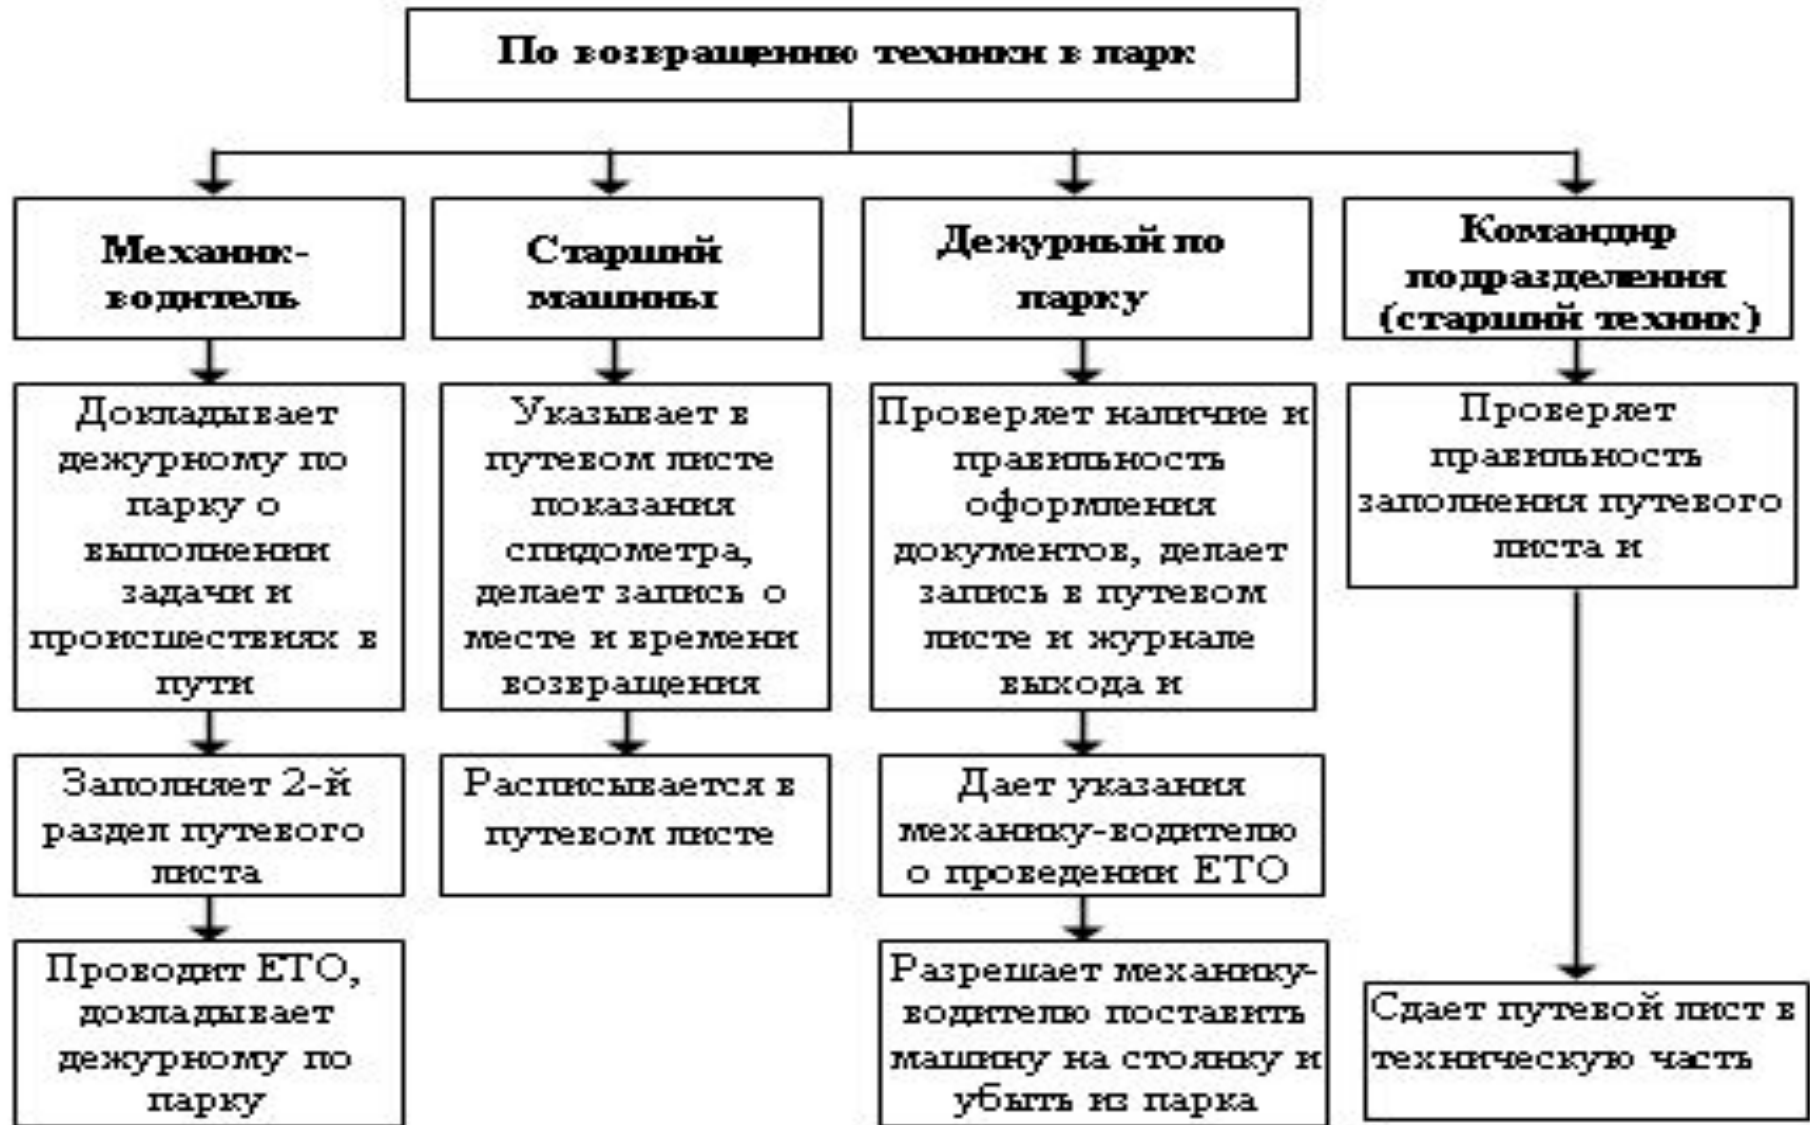 По возвращению техники в парк
Механик-
водитель
Докладывает
дежурному по
парку о
выполнении
задачи и
происшествиях в
пути
Заполняет 2-й
раздел путевого
листа
Проводит ЕТО,
докладывает
дежурному по
парку
Старший
машины
Указывает в
путевом листе
показания
спидометра,
делает запись о
месте и времени
возвращения
Расписывается в
путевом листе
Дежурный по
парку
Проверяет наличие и
правильность
оформления
документов, делает
запись в путевом
листе и журнале
выхода и
Дает указания
механику-водителю
о проведении ЕТО
Разрешает механику-
водителю поставить
машину на стоянку и
убыть из парка
Командир
подразделения
(старший техник)
Проверяет
правильность
заполнения путевого
листа и
Сдает путевой лист в
техническую часть